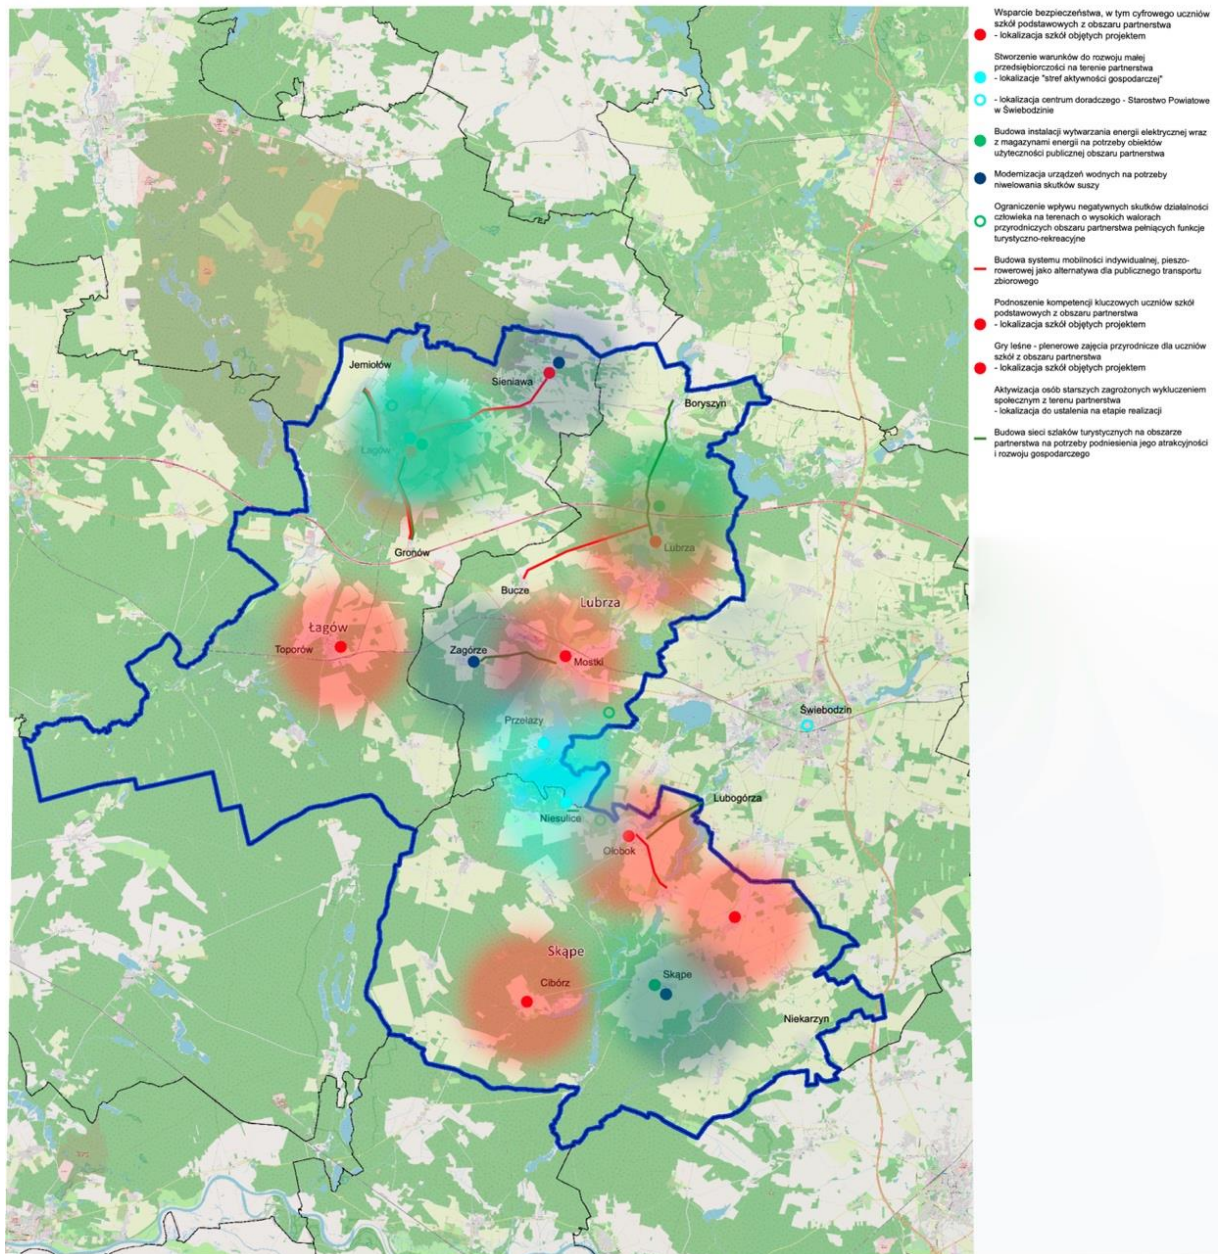 Wsparcie bezpieczeństwa, w tym cyfrowego uczniów
szkół podstawowych z obszaru partnerstwa
- lokalizacja szkół objętych projektem
Stworzenie warunków do rozwoju małej
przedsiębiorczości na terenie partnerstwa
- lokalizacje "stref aktywności gospodarczej"
- lokalizacja centrum doradczego - Starostwo Powiatowe
w Świebodzinie
Budowa instalacji wytwarzania energii elektrycznej wraz
z magazynami energii na potrzeby obiektów
użyteczności publicznej obszaru partnerstwa
Modernizacja urządzeń wodnych na potrzeby
niwelowania skutków suszy
Ograniczenie wpływu negatywnych skutków działalności
człowieka na terenach o wysokich walorach
przyrodniczych obszaru partnerstwa pełniących funkcje
turystyczno-rekreacyjne
Budowa systemu mobilności indywidualnej, pieszo-
rowerowej jako alternatywa dla publicznego transportu
zbiorowego
Podnoszenie kompetencji kluczowych uczniów szkół
podstawowych z obszaru partnerstwa
- lokalizacja szkół objętych projektem
Gry leśne - plenerowe zajęcia przyrodnicze dla uczniów
szkół z obszaru partnerstwa
- lokalizacja szkół objętych projektem
Aktywizacja osób starszych zagrożonych wykluczeniem
społecznym z terenu partnerstwa
- lokalizacja do ustalenia na etapie realizacji
Budowa sieci szlaków turystycznych na obszarze
partnerstwa na potrzeby podniesienia jego atrakcyjności
i rozwoju gospodarczego
Jemiołów
Sieniawa
Boryszyn
Łagów
Gronów
Lubrza
Bucze
Lubrza
Łagów
Toporów
Zagórze
Mostki
Przełazy
Świebodzin
Niesulice
Lubogórza
Ołobok
Skąpe
Cibórz
Skąpe
Niekarzyn